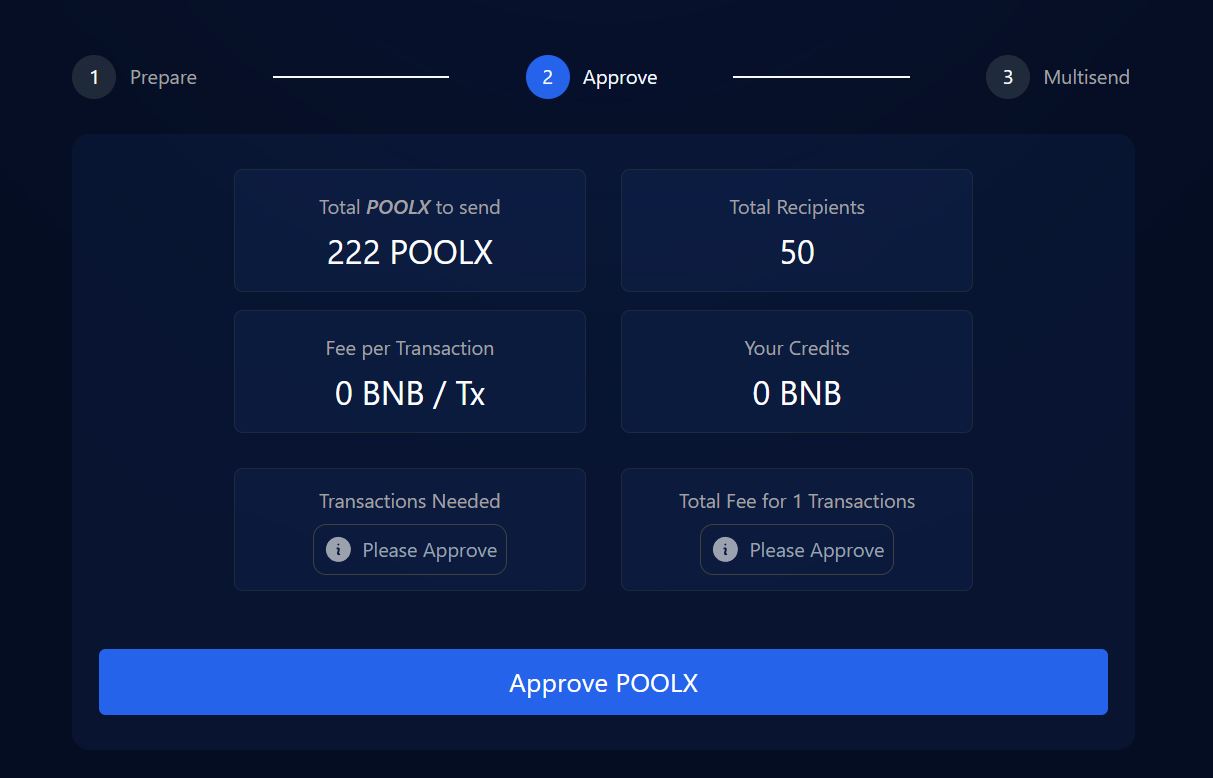 1 Prepare
2 Approve
3 Multisend
Total POOLX to send
222 POOLX
Total Recipients
50
Fee per Transaction
0 BNB / Tx
Your Credits
0 BNB
Transactions Needed
i Please Approve
Total Fee for 1 Transactions
i Please Approve
Approve POOLX